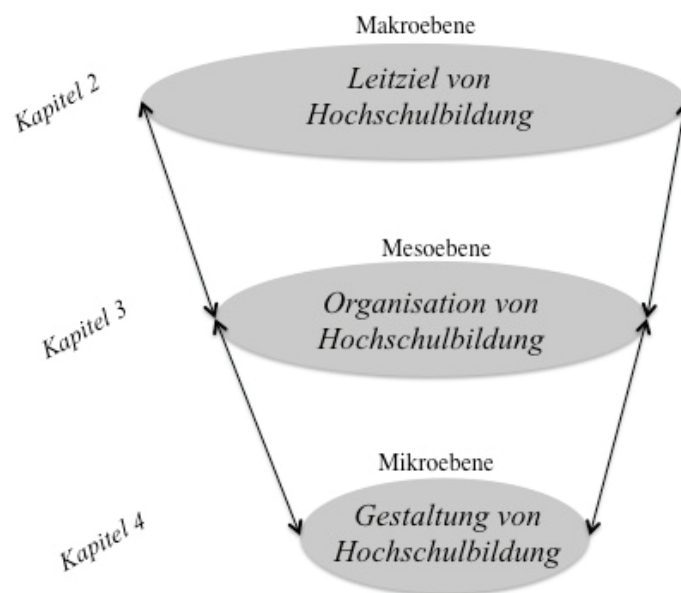 Makroebene
Kapitel 2
Leitziel von
Hochschulbildung
Mesoebene
Kapitel 3
Organisation von
Hochschulbildung
Mikroebene
Kapitel 4
Gestaltung von
Hochschulbildung